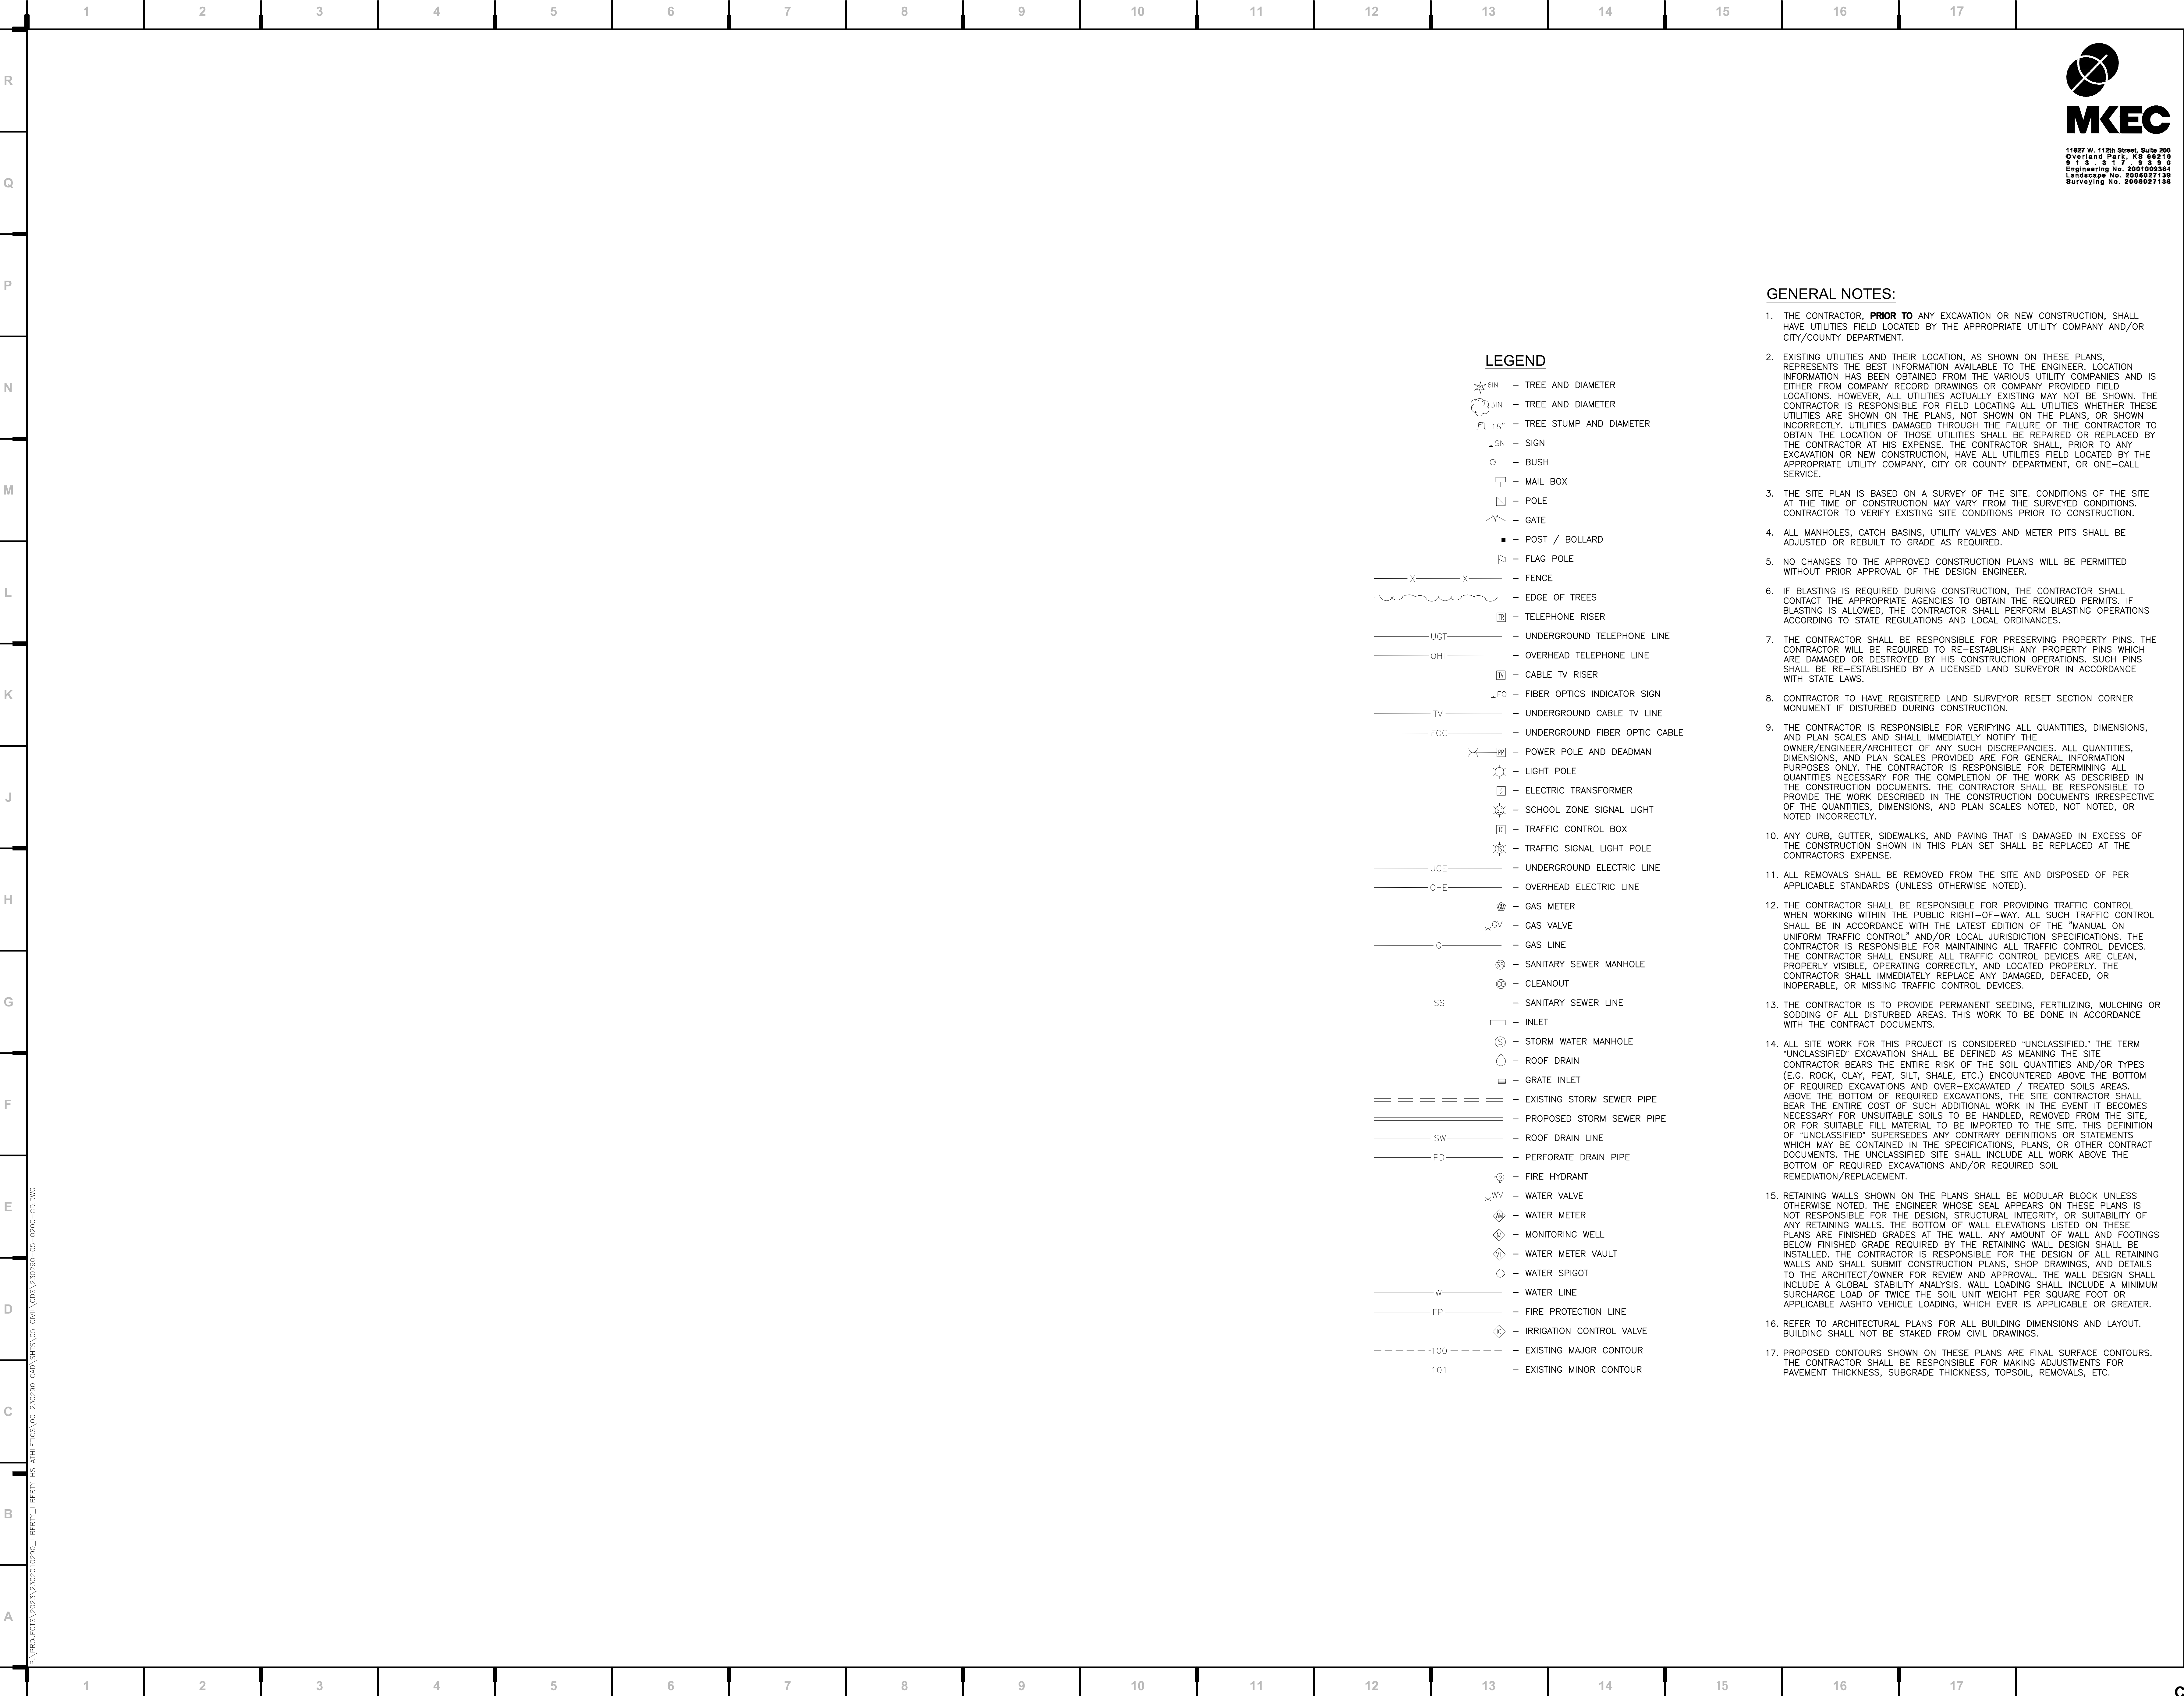 1 2 3 4 5 6 7 8 9 10 11 12 13 14 15 16 17
R
Q
P
N
M
L
K
J
H
G
F
E
D
C
B
A
MKEC
11827 W. 112th Street, Suite 200
Overland Park, KS 66210
913.317.9390
Engineering No. 2001009364
Landscape No. 2006027139
Surveying No. 2006027138
LEGEND
6IN – TREE AND DIAMETER
3IN – TREE AND DIAMETER
18" – TREE STUMP AND DIAMETER
SN – SIGN
– BUSH
– MAIL BOX
– POLE
– GATE
– POST / BOLLARD
– FLAG POLE
X X – FENCE
– EDGE OF TREES
TR – TELEPHONE RISER
UGT – UNDERGROUND TELEPHONE LINE
OHT – OVERHEAD TELEPHONE LINE
TV – CABLE TV RISER
FO – FIBER OPTICS INDICATOR SIGN
TV – UNDERGROUND CABLE TV LINE
FOC – UNDERGROUND FIBER OPTIC CABLE
PP – POWER POLE AND DEADMAN
– LIGHT POLE
– ELECTRIC TRANSFORMER
– SCHOOL ZONE SIGNAL LIGHT
TC – TRAFFIC CONTROL BOX
TS – TRAFFIC SIGNAL LIGHT POLE
UGE – UNDERGROUND ELECTRIC LINE
OHE – OVERHEAD ELECTRIC LINE
GM – GAS METER
GV – GAS VALVE
G – GAS LINE
SS – SANITARY SEWER MANHOLE
CO – CLEANOUT
SS – SANITARY SEWER LINE
– INLET
S – STORM WATER MANHOLE
– ROOF DRAIN
– GRATE INLET
– EXISTING STORM SEWER PIPE
– PROPOSED STORM SEWER PIPE
SW – ROOF DRAIN LINE
PD – PERFORATE DRAIN PIPE
– FIRE HYDRANT
WV – WATER VALVE
WM – WATER METER
M – MONITORING WELL
VT – WATER METER VAULT
– WATER SPIGOT
W – WATER LINE
FP – FIRE PROTECTION LINE
IC – IRRIGATION CONTROL VALVE
-100 – EXISTING MAJOR CONTOUR
-101 – EXISTING MINOR CONTOUR
GENERAL NOTES:
1. THE CONTRACTOR, PRIOR TO ANY EXCAVATION OR NEW CONSTRUCTION, SHALL
HAVE UTILITIES FIELD LOCATED BY THE APPROPRIATE UTILITY COMPANY AND/OR
CITY/COUNTY DEPARTMENT.
2. EXISTING UTILITIES AND THEIR LOCATION, AS SHOWN ON THESE PLANS,
REPRESENTS THE BEST INFORMATION AVAILABLE TO THE ENGINEER. LOCATION
INFORMATION HAS BEEN OBTAINED FROM THE VARIOUS UTILITY COMPANIES AND IS
EITHER FROM COMPANY RECORD DRAWINGS OR COMPANY PROVIDED FIELD
LOCATIONS. HOWEVER, ALL UTILITIES ACTUALLY EXISTING MAY NOT BE SHOWN. THE
CONTRACTOR IS RESPONSIBLE FOR FIELD LOCATING ALL UTILITIES WHETHER THESE
UTILITIES ARE SHOWN ON THE PLANS, NOT SHOWN ON THE PLANS, OR SHOWN
INCORRECTLY. UTILITIES DAMAGED THROUGH THE FAILURE OF THE CONTRACTOR TO
OBTAIN THE LOCATION OF THOSE UTILITIES SHALL BE REPAIRED OR REPLACED BY
THE CONTRACTOR AT HIS EXPENSE. THE CONTRACTOR SHALL, PRIOR TO ANY
EXCAVATION OR NEW CONSTRUCTION, HAVE ALL UTILITIES FIELD LOCATED BY THE
APPROPRIATE UTILITY COMPANY, CITY OR COUNTY DEPARTMENT, OR ONE–CALL
SERVICE.
3. THE SITE PLAN IS BASED ON A SURVEY OF THE SITE. CONDITIONS OF THE SITE
AT THE TIME OF CONSTRUCTION MAY VARY FROM THE SURVEYED CONDITIONS.
CONTRACTOR TO VERIFY EXISTING SITE CONDITIONS PRIOR TO CONSTRUCTION.
4. ALL MANHOLES, CATCH BASINS, UTILITY VALVES AND METER PITS SHALL BE
ADJUSTED OR REBUILT TO GRADE AS REQUIRED.
5. NO CHANGES TO THE APPROVED CONSTRUCTION PLANS WILL BE PERMITTED
WITHOUT PRIOR APPROVAL OF THE DESIGN ENGINEER.
6. IF BLASTING IS REQUIRED DURING CONSTRUCTION, THE CONTRACTOR SHALL
CONTACT THE APPROPRIATE AGENCIES TO OBTAIN THE REQUIRED PERMITS. IF
BLASTING IS ALLOWED, THE CONTRACTOR SHALL PERFORM BLASTING OPERATIONS
ACCORDING TO STATE REGULATIONS AND LOCAL ORDINANCES.
7. THE CONTRACTOR SHALL BE RESPONSIBLE FOR PRESERVING PROPERTY PINS. THE
CONTRACTOR WILL BE REQUIRED TO RE–ESTABLISH ANY PROPERTY PINS WHICH
ARE DAMAGED OR DESTROYED BY HIS CONSTRUCTION OPERATIONS. SUCH PINS
SHALL BE RE–ESTABLISHED BY A LICENSED LAND SURVEYOR IN ACCORDANCE
WITH STATE LAWS.
8. CONTRACTOR TO HAVE REGISTERED LAND SURVEYOR RESET SECTION CORNER
MONUMENT IF DISTURBED DURING CONSTRUCTION.
9. THE CONTRACTOR IS RESPONSIBLE FOR VERIFYING ALL QUANTITIES, DIMENSIONS,
AND PLAN SCALES AND SHALL IMMEDIATELY NOTIFY THE
OWNER/ENGINEER/ARCHITECT OF ANY SUCH DISCREPANCIES. ALL QUANTITIES,
DIMENSIONS, AND PLAN SCALES PROVIDED ARE FOR GENERAL INFORMATION
PURPOSES ONLY. THE CONTRACTOR IS RESPONSIBLE FOR DETERMINING ALL
QUANTITIES NECESSARY FOR THE COMPLETION OF THE WORK AS DESCRIBED IN
THE CONSTRUCTION DOCUMENTS. THE CONTRACTOR SHALL BE RESPONSIBLE TO
PROVIDE THE WORK DESCRIBED IN THE CONSTRUCTION DOCUMENTS IRRESPECTIVE
OF THE QUANTITIES, DIMENSIONS, AND PLAN SCALES NOTED, NOT NOTED, OR
NOTED INCORRECTLY.
10. ANY CURB, GUTTER, SIDEWALKS, AND PAVING THAT IS DAMAGED IN EXCESS OF
THE CONSTRUCTION SHOWN IN THIS PLAN SET SHALL BE REPLACED AT THE
CONTRACTORS EXPENSE.
11. ALL REMOVALS SHALL BE REMOVED FROM THE SITE AND DISPOSED OF PER
APPLICABLE STANDARDS (UNLESS OTHERWISE NOTED).
12. THE CONTRACTOR SHALL BE RESPONSIBLE FOR PROVIDING TRAFFIC CONTROL
WHEN WORKING WITHIN THE PUBLIC RIGHT–OF–WAY. ALL SUCH TRAFFIC CONTROL
SHALL BE IN ACCORDANCE WITH THE LATEST EDITION OF THE "MANUAL ON
UNIFORM TRAFFIC CONTROL" AND/OR LOCAL JURISDICTION SPECIFICATIONS. THE
CONTRACTOR IS RESPONSIBLE FOR MAINTAINING ALL TRAFFIC CONTROL DEVICES.
THE CONTRACTOR SHALL ENSURE ALL TRAFFIC CONTROL DEVICES ARE CLEAN,
PROPERLY VISIBLE, OPERATING CORRECTLY, AND LOCATED PROPERLY. THE
CONTRACTOR SHALL IMMEDIATELY REPLACE ANY DAMAGED, DEFACED, OR
INOPERABLE, OR MISSING TRAFFIC CONTROL DEVICES.
13. THE CONTRACTOR IS TO PROVIDE PERMANENT SEEDING, FERTILIZING, MULCHING OR
SODDING OF ALL DISTURBED AREAS. THIS WORK TO BE DONE IN ACCORDANCE
WITH THE CONTRACT DOCUMENTS.
14. ALL SITE WORK FOR THIS PROJECT IS CONSIDERED "UNCLASSIFIED." THE TERM
"UNCLASSIFIED" EXCAVATION SHALL BE DEFINED AS MEANING THE SITE
CONTRACTOR BEARS THE ENTIRE RISK OF THE SOIL QUANTITIES AND/OR TYPES
(E.G. ROCK, CLAY, PEAT, SILT, SHALE, ETC.) ENCOUNTERED ABOVE THE BOTTOM
OF REQUIRED EXCAVATIONS AND OVER–EXCAVATED / TREATED SOILS AREAS.
ABOVE THE BOTTOM OF REQUIRED EXCAVATIONS, THE SITE CONTRACTOR SHALL
BEAR THE ENTIRE COST OF SUCH ADDITIONAL WORK IN THE EVENT IT BECOMES
NECESSARY FOR UNSUITABLE SOILS TO BE HANDLED, REMOVED FROM THE SITE,
OR FOR SUITABLE FILL MATERIAL TO BE IMPORTED TO THE SITE. THIS DEFINITION
OF "UNCLASSIFIED" SUPERSEDES ANY CONTRARY DEFINITIONS OR STATEMENTS
WHICH MAY BE CONTAINED IN THE SPECIFICATIONS, PLANS, OR OTHER CONTRACT
DOCUMENTS. THE UNCLASSIFIED SITE SHALL INCLUDE ALL WORK ABOVE THE
BOTTOM OF REQUIRED EXCAVATIONS AND/OR REQUIRED SOIL
REMEDIATION/REPLACEMENT.
15. RETAINING WALLS SHOWN ON THE PLANS SHALL BE MODULAR BLOCK UNLESS
OTHERWISE NOTED. THE ENGINEER WHOSE SEAL APPEARS ON THESE PLANS IS
NOT RESPONSIBLE FOR THE DESIGN, STRUCTURAL INTEGRITY, OR SUITABILITY OF
ANY RETAINING WALLS. THE BOTTOM OF WALL ELEVATIONS LISTED ON THESE
PLANS ARE FINISHED GRADES AT THE WALL. ANY AMOUNT OF WALL AND FOOTINGS
BELOW FINISHED GRADE REQUIRED BY THE RETAINING WALL DESIGN SHALL BE
INSTALLED. THE CONTRACTOR IS RESPONSIBLE FOR THE DESIGN OF ALL RETAINING
WALLS AND SHALL SUBMIT CONSTRUCTION PLANS, SHOP DRAWINGS, AND DETAILS
TO THE ARCHITECT/OWNER FOR REVIEW AND APPROVAL. THE WALL DESIGN SHALL
INCLUDE A GLOBAL STABILITY ANALYSIS. WALL LOADING SHALL INCLUDE A MINIMUM
SURCHARGE LOAD OF TWICE THE SOIL UNIT WEIGHT PER SQUARE FOOT OR
APPLICABLE AASHTO VEHICLE LOADING, WHICH EVER IS APPLICABLE OR GREATER.
16. REFER TO ARCHITECTURAL PLANS FOR ALL BUILDING DIMENSIONS AND LAYOUT.
BUILDING SHALL NOT BE STAKED FROM CIVIL DRAWINGS.
17. PROPOSED CONTOURS SHOWN ON THESE PLANS ARE FINAL SURFACE CONTOURS.
THE CONTRACTOR SHALL BE RESPONSIBLE FOR MAKING ADJUSTMENTS FOR
PAVEMENT THICKNESS, SUBGRADE THICKNESS, TOPSOIL, REMOVALS, ETC.
P:\PROJECTS\2023\2302010290_LIBERTY HS ATHLETICS\00 230290 CAD\SHTS\05 CIVIL\CDS\230290-05-0200-CD.DWG
1 2 3 4 5 6 7 8 9 10 11 12 13 14 15 16 17